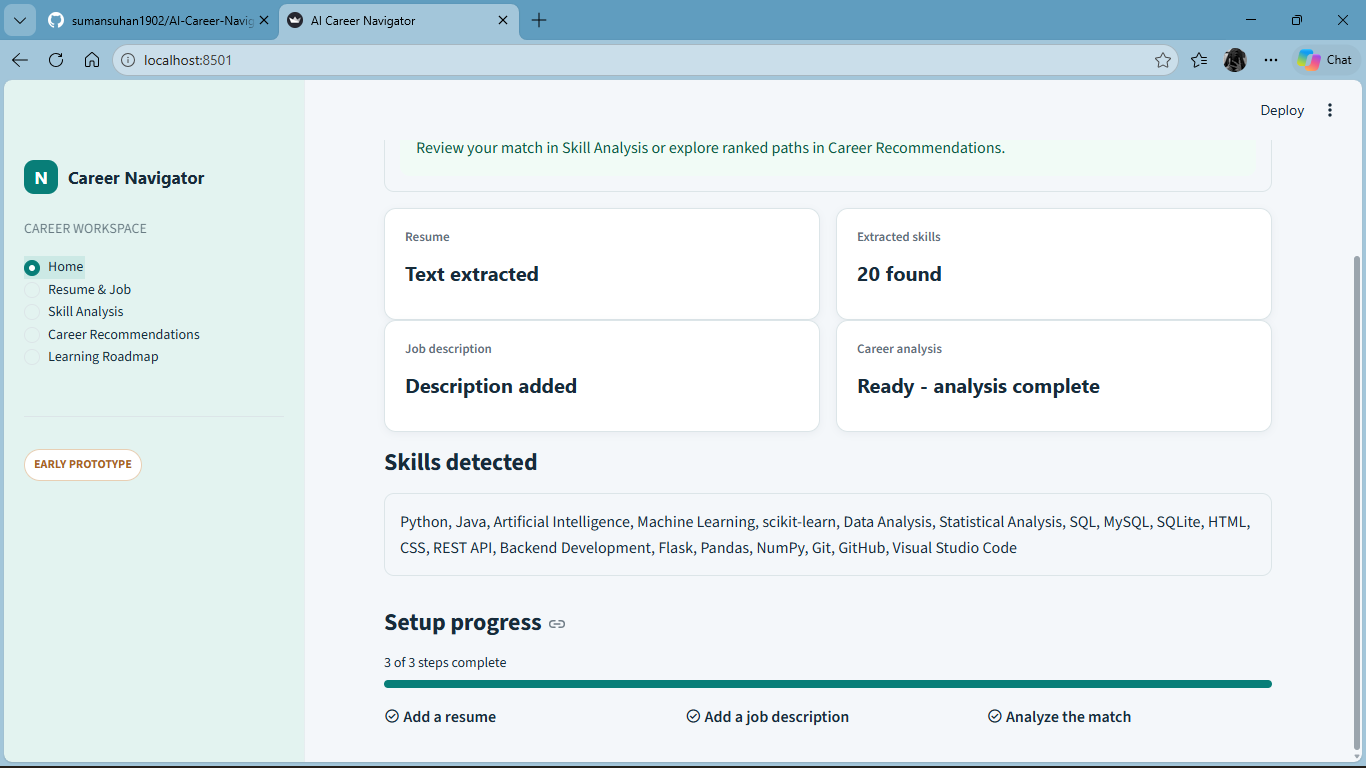 sumansuhan1902/AI-Career-Navig
AI Career Navigator
localhost:8501
Chat
Deploy
N Career Navigator
CAREER WORKSPACE
Home
Resume & Job
Skill Analysis
Career Recommendations
Learning Roadmap
EARLY PROTOTYPE
Review your match in Skill Analysis or explore ranked paths in Career Recommendations.
Resume
Text extracted
Extracted skills
20 found
Job description
Description added
Career analysis
Ready - analysis complete
Skills detected
Python, Java, Artificial Intelligence, Machine Learning, scikit-learn, Data Analysis, Statistical Analysis, SQL, MySQL, SQLite, HTML,
CSS, REST API, Backend Development, Flask, Pandas, NumPy, Git, GitHub, Visual Studio Code
Setup progress
3 of 3 steps complete
Add a resume
Add a job description
Analyze the match